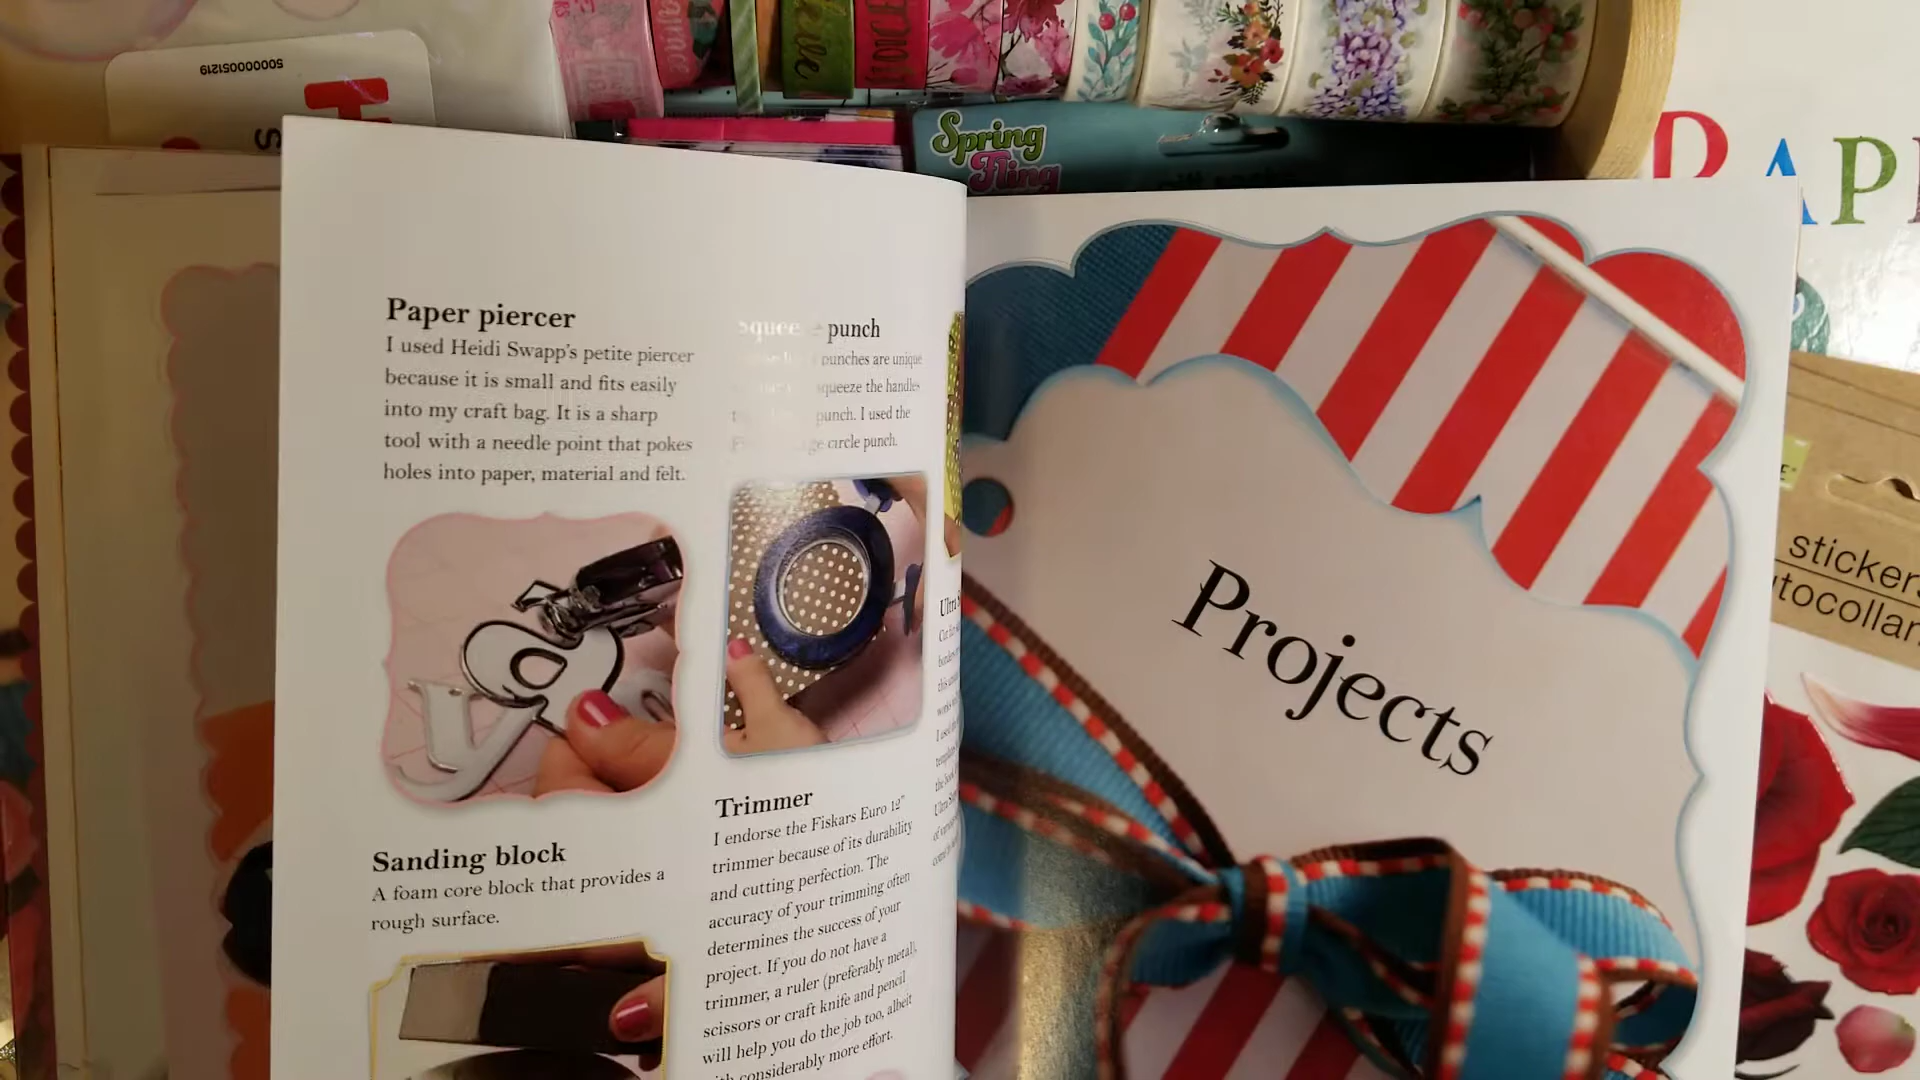 50000051219
H
S
Spring
Fling
PAP
Paper piercer
I used Heidi Swapp's petite piercer
because it is small and fits easily
into my craft bag. It is a sharp
tool with a needle point that pokes
holes into paper, material and felt.
Sanding block
A foam core block that provides a
rough surface.
Squeeze punch
punches are unique
squeeze the handles
punch. I used the
circle punch.
Trimmer
I endorse the Fiskars Euro 12"
trimmer because of its durability
and cutting perfection. The
accuracy of your trimming often
determines the success of your
project. If you do not have a
trimmer, a ruler (preferably metal),
scissors or craft knife and pencil
will help you do the job too, albeit
with considerably more effort.
Projects
stickers